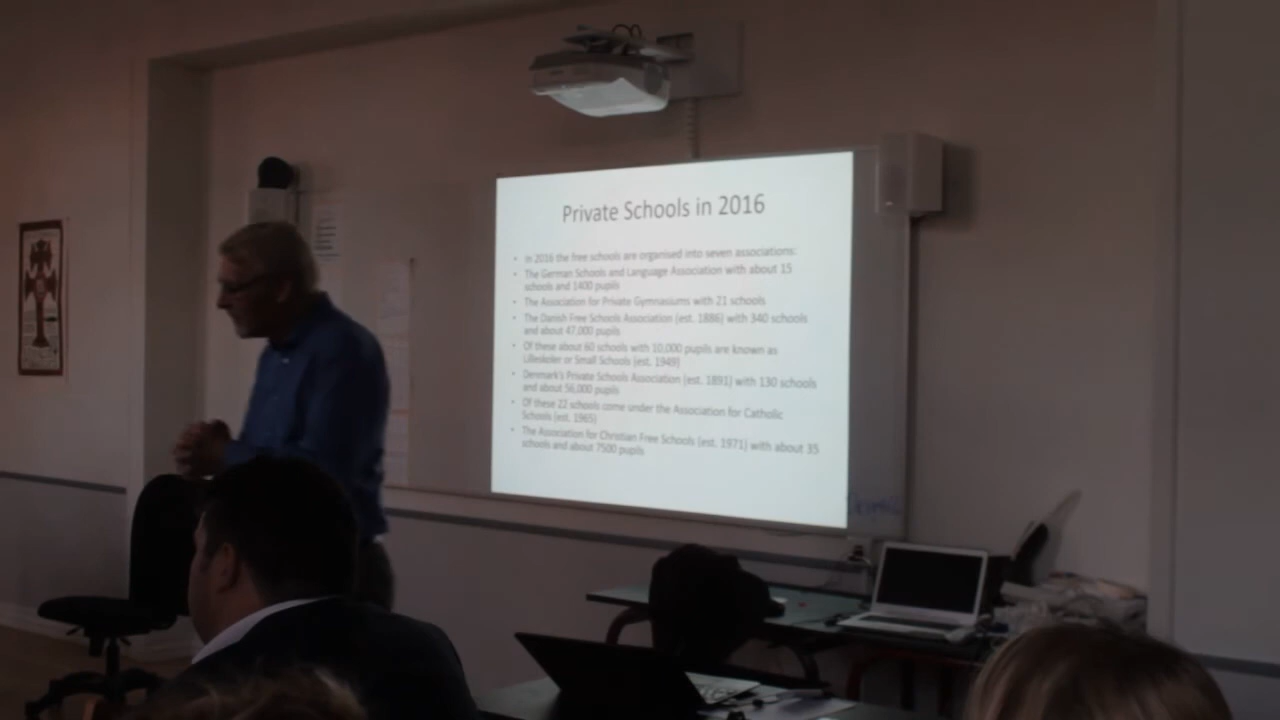 Private Schools in 2016
• In 2016 the free schools are organised into seven associations:
• The German Schools and Language Association with about 15
schools and 1400 pupils
• The Association for Private Gymnasiums with 21 schools
• The Danish Free Schools Association (est. 1886) with 340 schools
and about 47,000 pupils
• Of these about 60 schools with 10,000 pupils are known as
Lilleskoler or Small Schools (est. 1949)
• Denmark's Private Schools Association (est. 1891) with 130 schools
and about 56,000 pupils
• Of these 22 schools come under the Association for Catholic
Schools (est. 1965)
• The Association for Christian Free Schools (est. 1971) with about 35
schools and about 7500 pupils